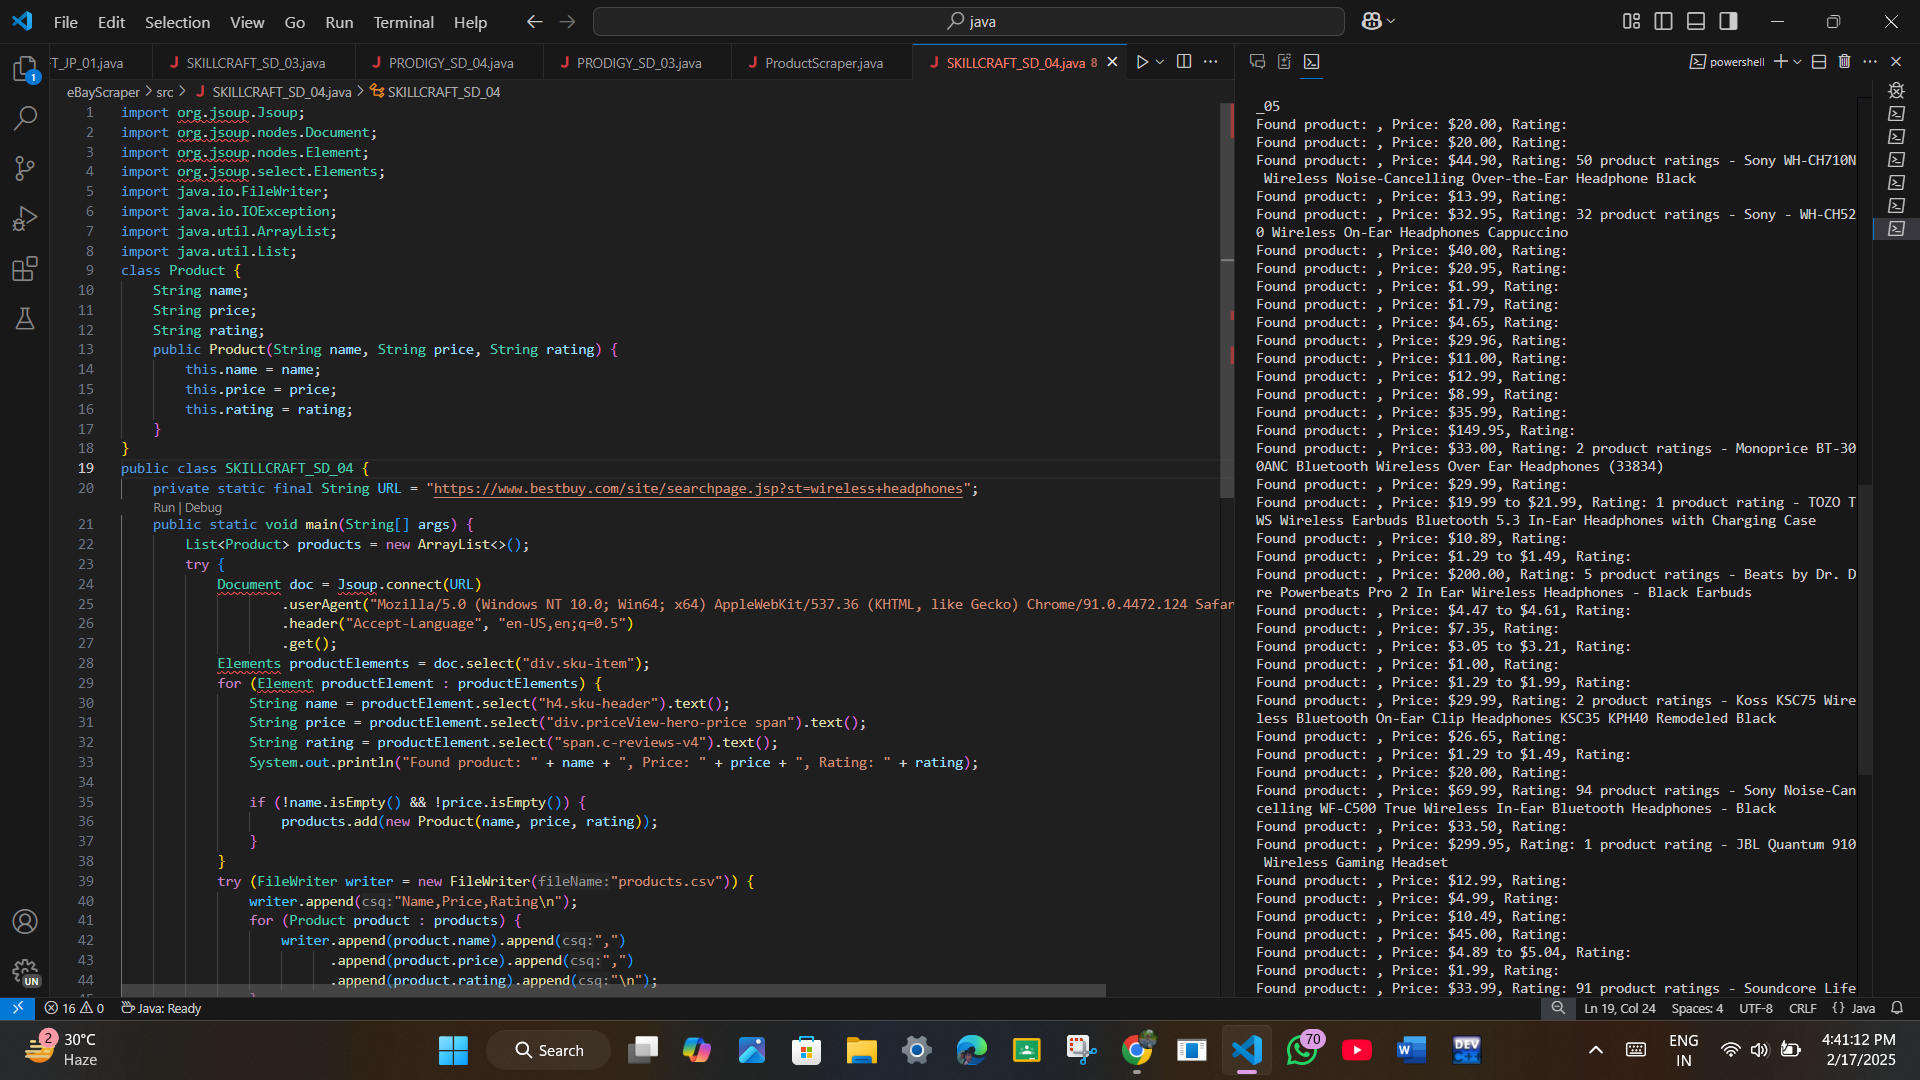 File Edit Selection View Go Run Terminal Help
java
T_JP_01.java SKILLCRAFT_SD_03.java PRODIGY_SD_04.java PRODIGY_SD_03.java ProductScraper.java SKILLCRAFT_SD_04.java 8
eBayScraper > src > SKILLCRAFT_SD_04.java > SKILLCRAFT_SD_04
1 import org.jsoup.Jsoup;
2 import org.jsoup.nodes.Document;
3 import org.jsoup.nodes.Element;
4 import org.jsoup.select.Elements;
5 import java.io.FileWriter;
6 import java.io.IOException;
7 import java.util.ArrayList;
8 import java.util.List;
9 class Product {
10 String name;
11 String price;
12 String rating;
13 public Product(String name, String price, String rating) {
14 this.name = name;
15 this.price = price;
16 this.rating = rating;
17 }
18 }
19 public class SKILLCRAFT_SD_04 {
20 private static final String URL = "https://www.bestbuy.com/site/searchpage.jsp?st=wireless+headphones";
Run | Debug
21 public static void main(String[] args) {
22 List<Product> products = new ArrayList<>();
23 try {
24 Document doc = Jsoup.connect(URL)
25 .userAgent("Mozilla/5.0 (Windows NT 10.0; Win64; x64) AppleWebKit/537.36 (KHTML, like Gecko) Chrome/91.0.4472.124 Safar
26 .header("Accept-Language", "en-US,en;q=0.5")
27 .get();
28 Elements productElements = doc.select("div.sku-item");
29 for (Element productElement : productElements) {
30 String name = productElement.select("h4.sku-header").text();
31 String price = productElement.select("div.priceView-hero-price span").text();
32 String rating = productElement.select("span.c-reviews-v4").text();
33 System.out.println("Found product: " + name + ", Price: " + price + ", Rating: " + rating);
34
35 if (!name.isEmpty() && !price.isEmpty()) {
36 products.add(new Product(name, price, rating));
37 }
38 }
39 try (FileWriter writer = new FileWriter(fileName:"products.csv")) {
40 writer.append(csq:"Name,Price,Rating\n");
41 for (Product product : products) {
42 writer.append(product.name).append(csq:",")
43 .append(product.price).append(csq:",")
44 .append(product.rating).append(csq:"\n");
powershell
_05
Found product: , Price: $20.00, Rating:
Found product: , Price: $20.00, Rating:
Found product: , Price: $44.90, Rating: 50 product ratings - Sony WH-CH710N
Wireless Noise-Cancelling Over-the-Ear Headphone Black
Found product: , Price: $13.99, Rating:
Found product: , Price: $32.95, Rating: 32 product ratings - Sony - WH-CH52
0 Wireless On-Ear Headphones Cappuccino
Found product: , Price: $40.00, Rating:
Found product: , Price: $20.95, Rating:
Found product: , Price: $1.99, Rating:
Found product: , Price: $1.79, Rating:
Found product: , Price: $4.65, Rating:
Found product: , Price: $29.96, Rating:
Found product: , Price: $11.00, Rating:
Found product: , Price: $12.99, Rating:
Found product: , Price: $8.99, Rating:
Found product: , Price: $35.99, Rating:
Found product: , Price: $149.95, Rating:
Found product: , Price: $33.00, Rating: 2 product ratings - Monoprice BT-30
0ANC Bluetooth Wireless Over Ear Headphones (33834)
Found product: , Price: $29.99, Rating:
Found product: , Price: $19.99 to $21.99, Rating: 1 product rating - TOZO T
WS Wireless Earbuds Bluetooth 5.3 In-Ear Headphones with Charging Case
Found product: , Price: $10.89, Rating:
Found product: , Price: $1.29 to $1.49, Rating:
Found product: , Price: $200.00, Rating: 5 product ratings - Beats by Dr. D
re Powerbeats Pro 2 In Ear Wireless Headphones - Black Earbuds
Found product: , Price: $4.47 to $4.61, Rating:
Found product: , Price: $7.35, Rating:
Found product: , Price: $3.05 to $3.21, Rating:
Found product: , Price: $1.00, Rating:
Found product: , Price: $1.29 to $1.99, Rating:
Found product: , Price: $29.99, Rating: 2 product ratings - Koss KSC75 Wire
less Bluetooth On-Ear Clip Headphones KSC35 KPH40 Remodeled Black
Found product: , Price: $26.65, Rating:
Found product: , Price: $1.29 to $1.49, Rating:
Found product: , Price: $20.00, Rating:
Found product: , Price: $69.99, Rating: 94 product ratings - Sony Noise-Can
celling WF-C500 True Wireless In-Ear Bluetooth Headphones - Black
Found product: , Price: $33.50, Rating:
Found product: , Price: $299.95, Rating: 1 product rating - JBL Quantum 910
Wireless Gaming Headset
Found product: , Price: $12.99, Rating:
Found product: , Price: $4.99, Rating:
Found product: , Price: $10.49, Rating:
Found product: , Price: $45.00, Rating:
Found product: , Price: $4.89 to $5.04, Rating:
Found product: , Price: $1.99, Rating:
Found product: , Price: $33.99, Rating: 91 product ratings - Soundcore Life
1
UN
16 0 Java: Ready Ln 19, Col 24 Spaces: 4 UTF-8 CRLF {} Java
2 30°C
Haze
Search
70
DEV
C++
ENG
IN
4:41:12 PM
2/17/2025